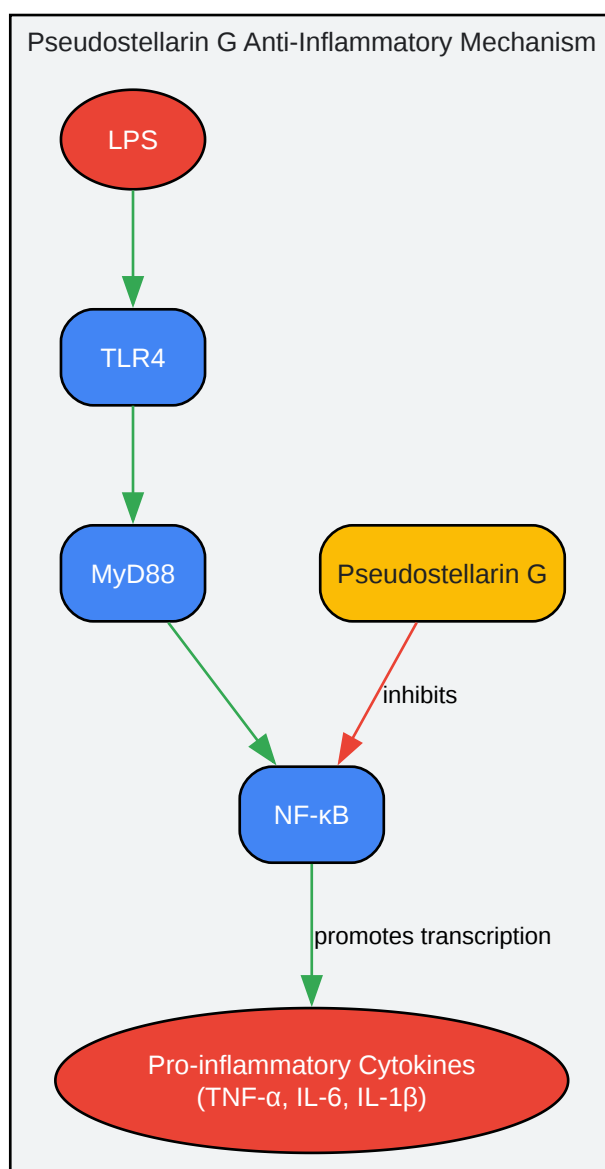 Pseudostellarin G Anti-Inflammatory Mechanism
LPS
TLR4
MyD88
Pseudostellarin G
inhibits
NF-κB
promotes transcription
Pro-inflammatory Cytokines
(TNF-α, IL-6, IL-1β)